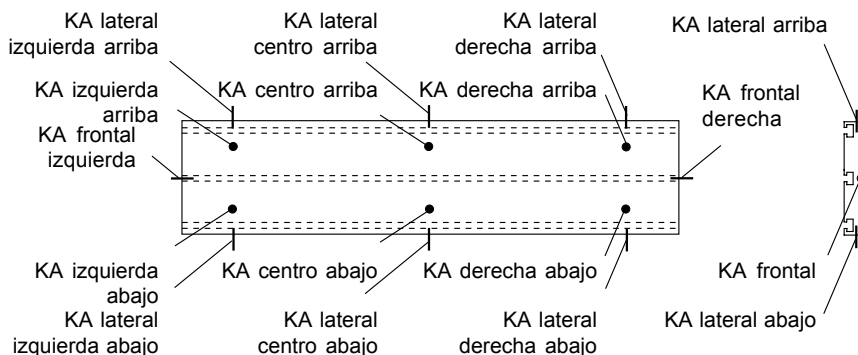 KA lateral
izquierda arriba
KA lateral
centro arriba
KA lateral
derecha arriba
KA lateral arriba
KA izquierda
arriba
KA centro arriba
KA derecha arriba
KA frontal
derecha
KA frontal
izquierda
KA izquierda
abajo
KA centro abajo
KA derecha abajo
KA frontal
KA lateral
izquierda abajo
KA lateral
centro abajo
KA lateral
derecha abajo
KA lateral abajo